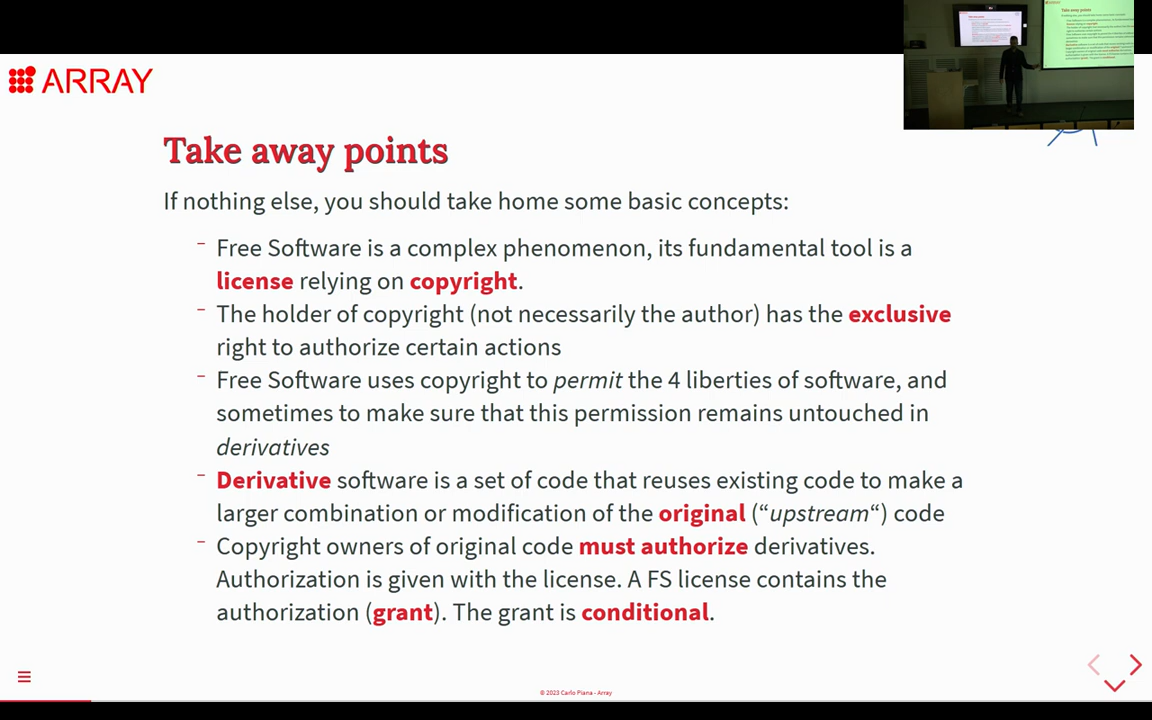 ARRAY
Take away points
If nothing else, you should take home some basic concepts:
Free Software is a complex phenomenon, its fundamental tool is a
license relying on copyright.
The holder of copyright (not necessarily the author) has the exclusive
right to authorize certain actions
Free Software uses copyright to permit the 4 liberties of software, and
sometimes to make sure that this permission remains untouched in
derivatives
Derivative software is a set of code that reuses existing code to make a
larger combination or modification of the original (“upstream“) code
Copyright owners of original code must authorize derivatives.
Authorization is given with the license. A FS license contains the
authorization (grant). The grant is conditional.
© 2023 Carlo Piana - Array